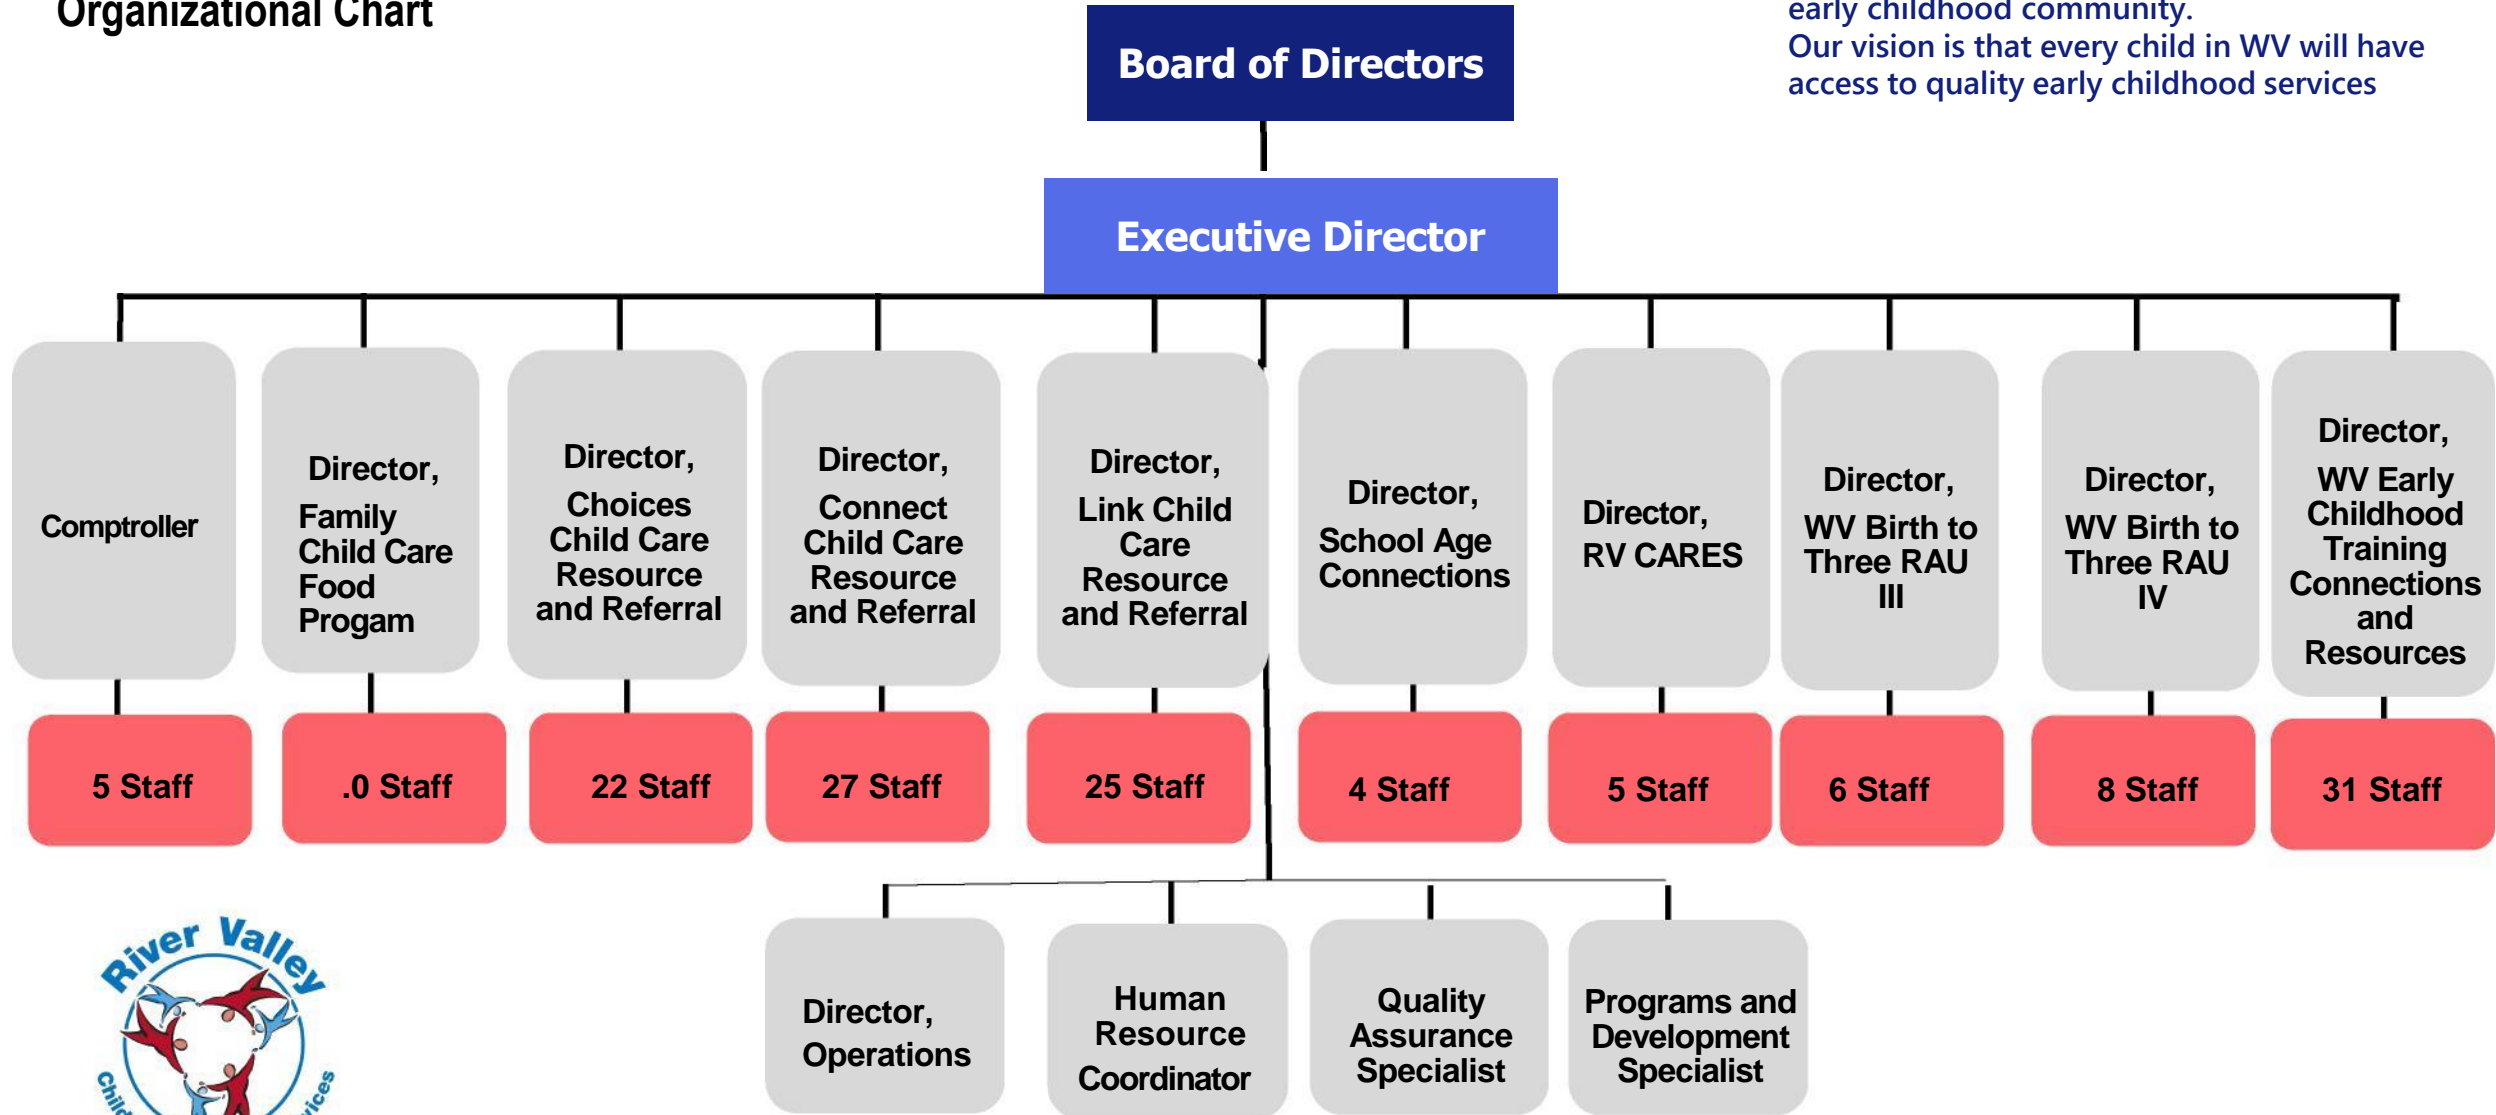 Organizational Chart
early childhood community.
Our vision is that every child in WV will have
access to quality early childhood services
Board of Directors
Executive Director
Comptroller
Director,
Family
Child Care
Food
Progam
Director,
Choices
Child Care
Resource
and Referral
Director,
Connect
Child Care
Resource
and Referral
Director,
Link Child
Care
Resource
and Referral
Director,
School Age
Connections
Director,
RV CARES
Director,
WV Birth to
Three RAU
III
Director,
WV Birth to
Three RAU
IV
Director,
WV Early
Childhood
Training
Connections
and
Resources
5 Staff
.0 Staff
22 Staff
27 Staff
25 Staff
4 Staff
5 Staff
6 Staff
8 Staff
31 Staff
Director,
Operations
Human
Resource
Coordinator
Quality
Assurance
Specialist
Programs and
Development
Specialist
River Valley